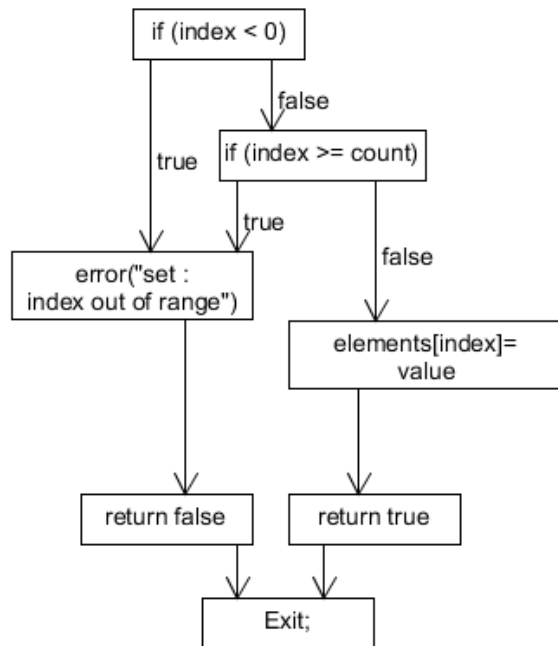 if (index < 0)
false
if (index >= count)
true
true
false
error("set :
index out of range")
elements[index]=
value
return false
return true
Exit;